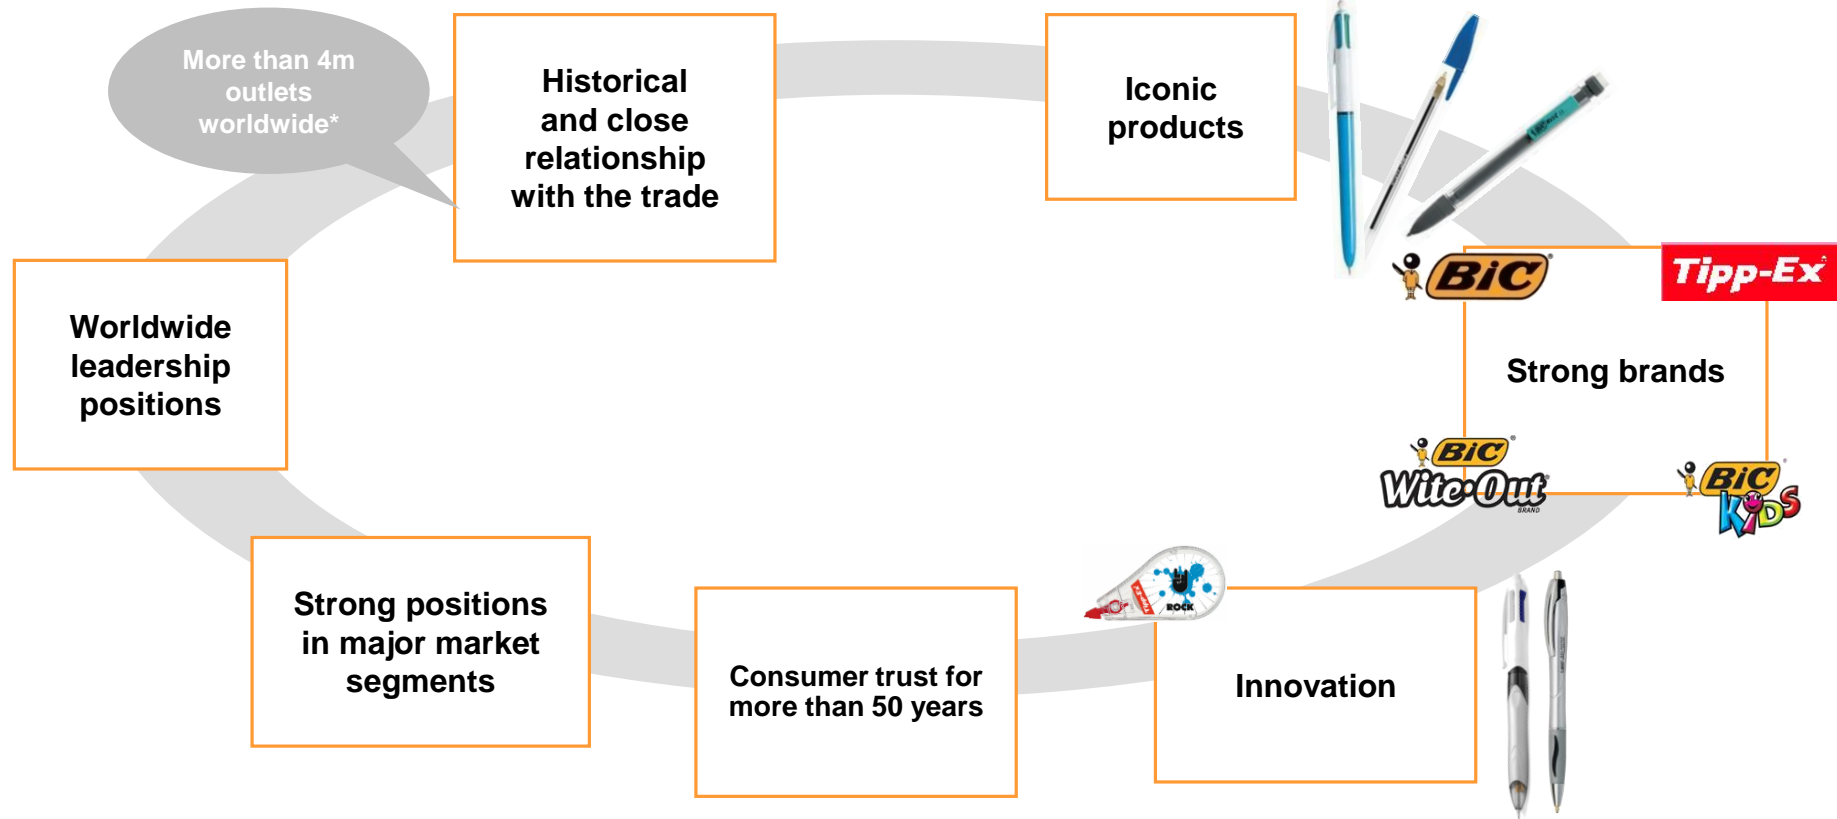 More than 4m
outlets
worldwide*
Historical
and close
relationship
with the trade
Iconic
products
BiC
Tipp-Ex
Strong brands
BiC
Wite·Out
BRAND
BiC
KiDS
Worldwide
leadership
positions
Strong positions
in major market
segments
Consumer trust for
more than 50 years
ROCK
Innovation